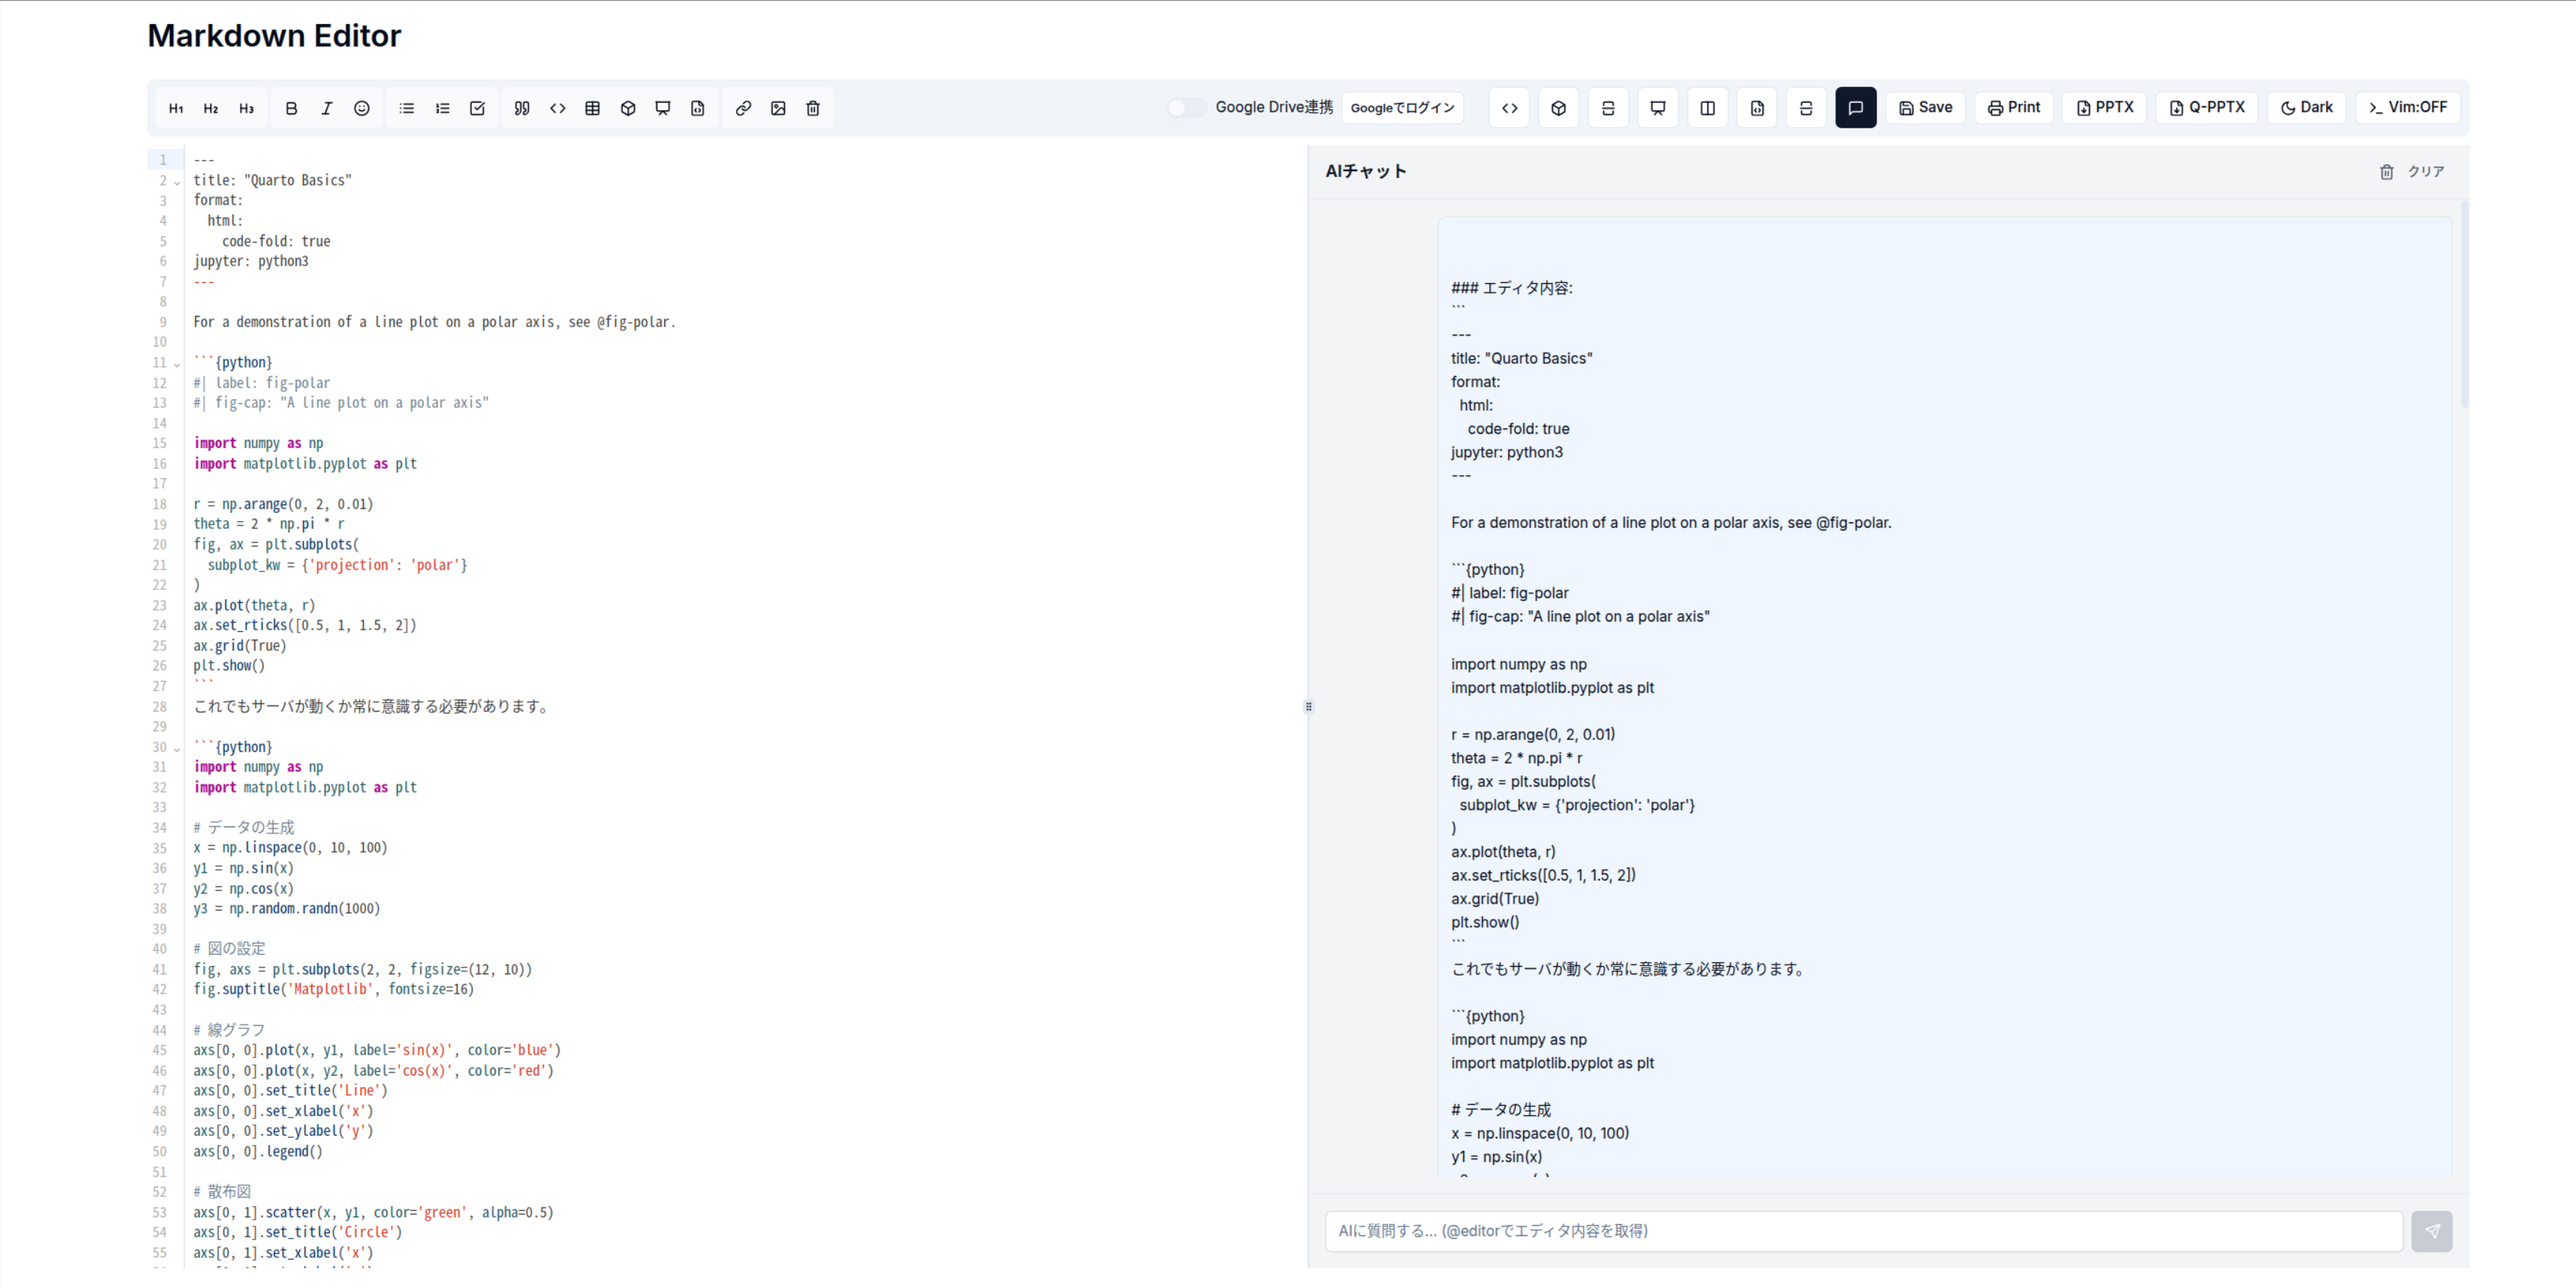 Markdown Editor
H1 H2 H3 B I
Google Drive連携 Googleでログイン Save Print PPTX Q-PPTX Dark >_ Vim:OFF
1 ---
2 title: "Quarto Basics"
3 format:
4   html:
5     code-fold: true
6 jupyter: python3
7 ---
8
9 For a demonstration of a line plot on a polar axis, see @fig-polar.
10
11 ```{python}
12 #| label: fig-polar
13 #| fig-cap: "A line plot on a polar axis"
14
15 import numpy as np
16 import matplotlib.pyplot as plt
17
18 r = np.arange(0, 2, 0.01)
19 theta = 2 * np.pi * r
20 fig, ax = plt.subplots(
21   subplot_kw = {'projection': 'polar'}
22 )
23 ax.plot(theta, r)
24 ax.set_rticks([0.5, 1, 1.5, 2])
25 ax.grid(True)
26 plt.show()
27 ```
28 これでもサーバが動くか常に意識する必要があります。
29
30 ```{python}
31 import numpy as np
32 import matplotlib.pyplot as plt
33
34 # データの生成
35 x = np.linspace(0, 10, 100)
36 y1 = np.sin(x)
37 y2 = np.cos(x)
38 y3 = np.random.randn(1000)
39
40 # 図の設定
41 fig, axs = plt.subplots(2, 2, figsize=(12, 10))
42 fig.suptitle('Matplotlib', fontsize=16)
43
44 # 線グラフ
45 axs[0, 0].plot(x, y1, label='sin(x)', color='blue')
46 axs[0, 0].plot(x, y2, label='cos(x)', color='red')
47 axs[0, 0].set_title('Line')
48 axs[0, 0].set_xlabel('x')
49 axs[0, 0].set_ylabel('y')
50 axs[0, 0].legend()
51
52 # 散布図
53 axs[0, 1].scatter(x, y1, color='green', alpha=0.5)
54 axs[0, 1].set_title('Circle')
55 axs[0, 1].set_xlabel('x')
AIチャット クリア
### エディタ内容:
```
---
title: "Quarto Basics"
format:
  html:
    code-fold: true
jupyter: python3
---
For a demonstration of a line plot on a polar axis, see @fig-polar.
```{python}
#| label: fig-polar
#| fig-cap: "A line plot on a polar axis"
import numpy as np
import matplotlib.pyplot as plt
r = np.arange(0, 2, 0.01)
theta = 2 * np.pi * r
fig, ax = plt.subplots(
  subplot_kw = {'projection': 'polar'}
)
ax.plot(theta, r)
ax.set_rticks([0.5, 1, 1.5, 2])
ax.grid(True)
plt.show()
```
これでもサーバが動くか常に意識する必要があります。
```{python}
import numpy as np
import matplotlib.pyplot as plt
# データの生成
x = np.linspace(0, 10, 100)
y1 = np.sin(x)
AIに質問する... (@editorでエディタ内容を取得)